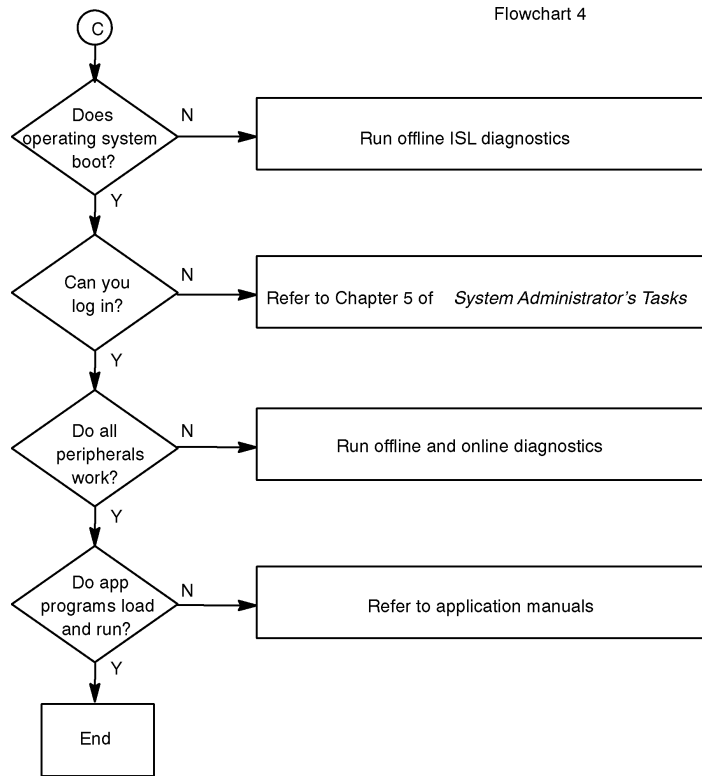 Flowchart 4
C
Does
operating system
boot?
N
Run offline ISL diagnostics
Y
Can you
log in?
N
Refer to Chapter 5 of System Administrator's Tasks
Y
Do all
peripherals
work?
N
Run offline and online diagnostics
Y
Do app
programs load
and run?
N
Refer to application manuals
Y
End